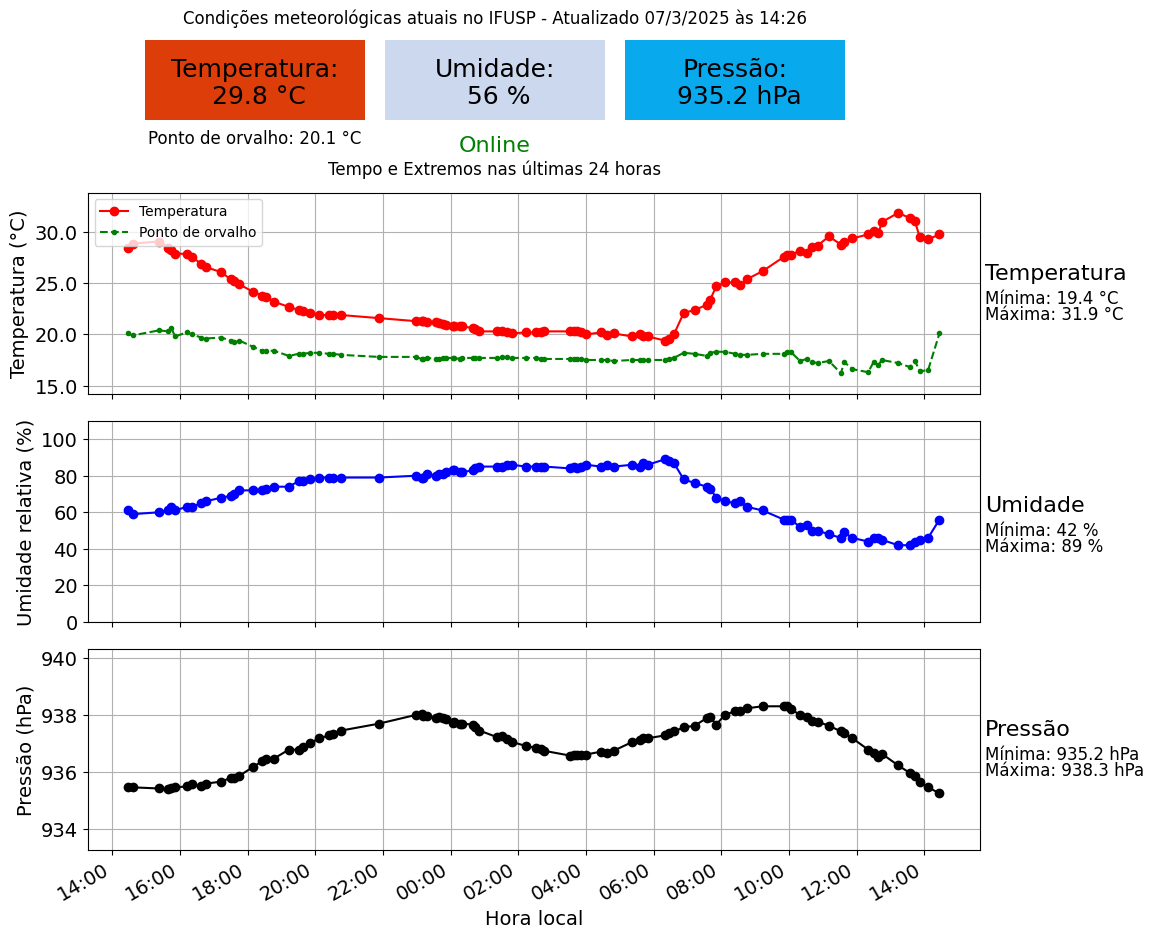 Condições meteorológicas atuais no IFUSP - Atualizado 07/3/2025 às 14:26
Temperatura:
29.8 °C
Umidade:
56 %
Pressão:
935.2 hPa
Ponto de orvalho: 20.1 °C
Online
Tempo e Extremos nas últimas 24 horas
Temperatura (°C)
30.0
25.0
20.0
15.0
Temperatura
Ponto de orvalho
Temperatura
Mínima: 19.4 °C
Máxima: 31.9 °C
Umidade relativa (%)
100
80
60
40
20
0
Umidade
Mínima: 42 %
Máxima: 89 %
Pressão (hPa)
940
938
936
934
Pressão
Mínima: 935.2 hPa
Máxima: 938.3 hPa
14:00
16:00
18:00
20:00
22:00
00:00
02:00
04:00
06:00
08:00
10:00
12:00
14:00
Hora local